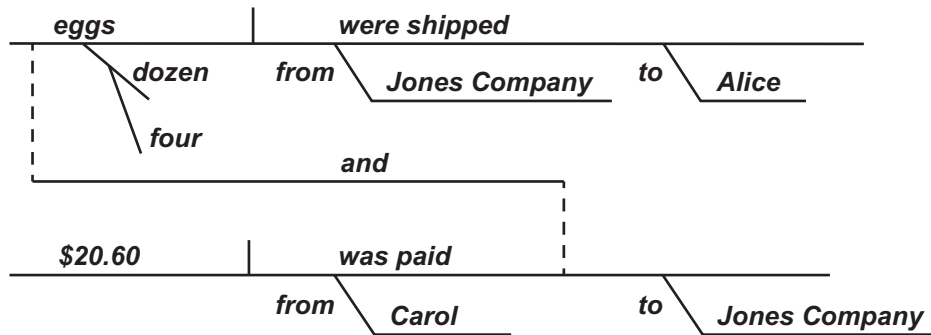 eggs were shipped
dozen from Jones Company to Alice
four
and
$20.60 was paid
from Carol to Jones Company